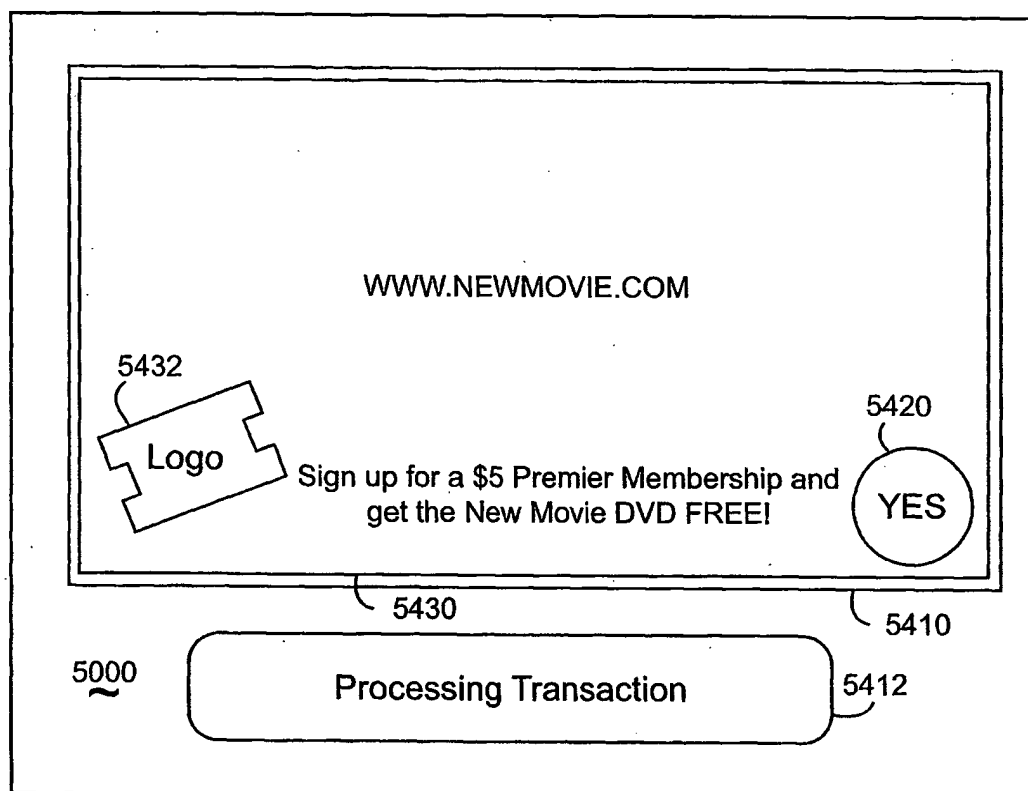 WWW.NEWMOVIE.COM
5432
Logo
5420
Sign up for a $5 Premier Membership and
get the New Movie DVD FREE!
YES
5430
5410
5000
Processing Transaction
5412